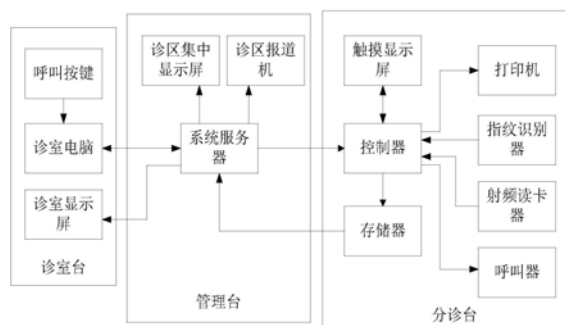 呼叫按键
诊室电脑
诊室显示
屏
诊室台
诊区集中
显示屏
诊区报道
机
系统服务
器
管理台
触摸显示
屏
控制器
存储器
打印机
指纹识别
器
射频读卡
器
呼叫器
分诊台